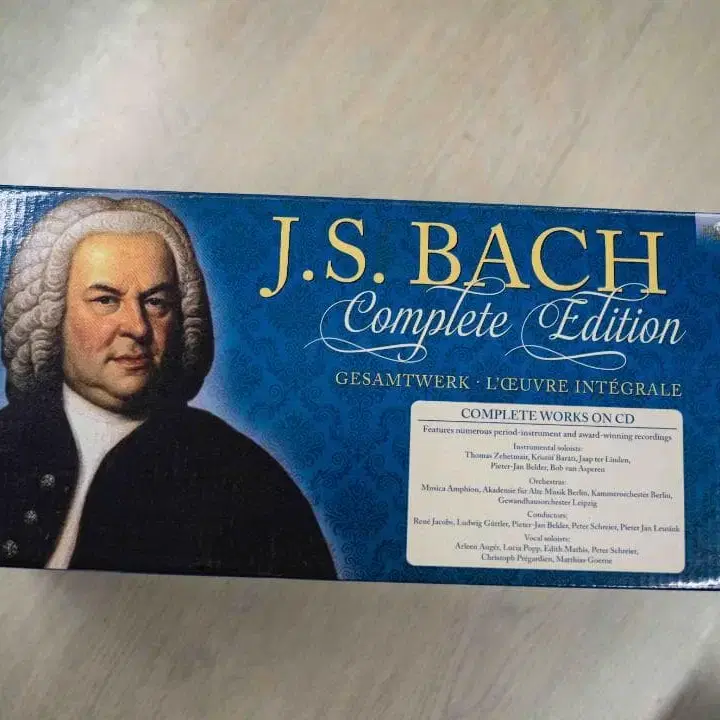 J.S. BACH
Complete Edition
GESAMTWERK · L'ŒUVRE INTÉGRALE
COMPLETE WORKS ON CD
Features numerous period-instrument and award-winning recordings
Instrumental soloists:
Thomas Zehetmair, Kristóf Baráti, Jaap ter Linden,
Pieter-Jan Belder, Bob van Asperen
Orchestras:
Musica Amphion, Akademie für Alte Musik Berlin, Kammerorchester Berlin,
Gewandhausorchester Leipzig
Conductors:
René Jacobs, Ludwig Güttler, Pieter-Jan Belder, Peter Schreier, Pieter Jan Leusink
Vocal soloists:
Arleen Augér, Lucia Popp, Edith Mathis, Peter Schreier,
Christoph Prégardien, Matthias Goerne